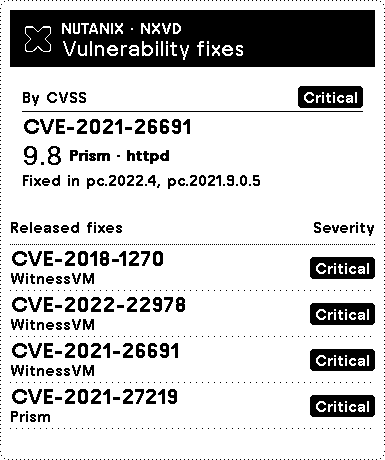 NUTANIX · NXVD
Vulnerability fixes
By CVSS Critical
CVE-2021-26691
9.8 Prism · httpd
Fixed in pc.2022.4, pc.2021.9.0.5
Released fixes Severity
CVE-2018-1270
WitnessVM
Critical
CVE-2022-22978
WitnessVM
Critical
CVE-2021-26691
WitnessVM
Critical
CVE-2021-27219
Prism
Critical